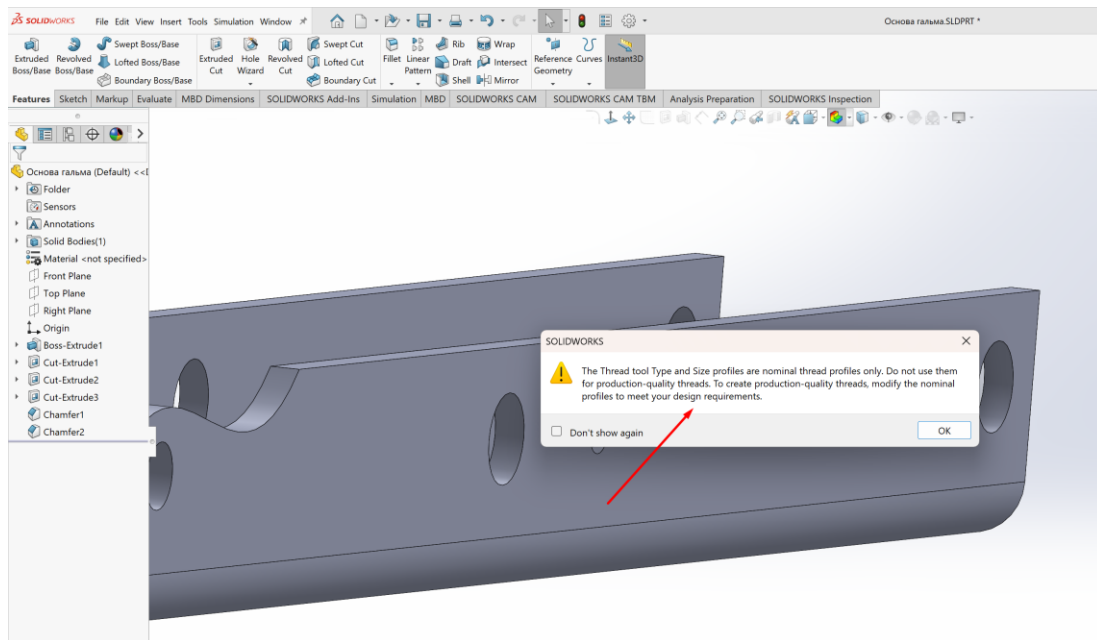 SOLIDWORKS File Edit View Insert Tools Simulation Window
Основа гальма.SLDPRT *
Extruded Boss/Base
Revolved Boss/Base
Swept Boss/Base
Lofted Boss/Base
Boundary Boss/Base
Extruded Cut
Hole Wizard
Revolved Cut
Swept Cut
Lofted Cut
Boundary Cut
Fillet
Linear Pattern
Rib
Draft
Shell
Wrap
Intersect
Mirror
Reference Geometry
Curves
Instant3D
Features Sketch Markup Evaluate MBD Dimensions SOLIDWORKS Add-Ins Simulation MBD SOLIDWORKS CAM SOLIDWORKS CAM TBM Analysis Preparation SOLIDWORKS Inspection
Основа гальма (Default) <<
Folder
Sensors
Annotations
Solid Bodies(1)
Material <not specified>
Front Plane
Top Plane
Right Plane
Origin
Boss-Extrude1
Cut-Extrude1
Cut-Extrude2
Cut-Extrude3
Chamfer1
Chamfer2
SOLIDWORKS
The Thread tool Type and Size profiles are nominal thread profiles only. Do not use them
for production-quality threads. To create production-quality threads, modify the nominal
profiles to meet your design requirements.
Don't show again
OK